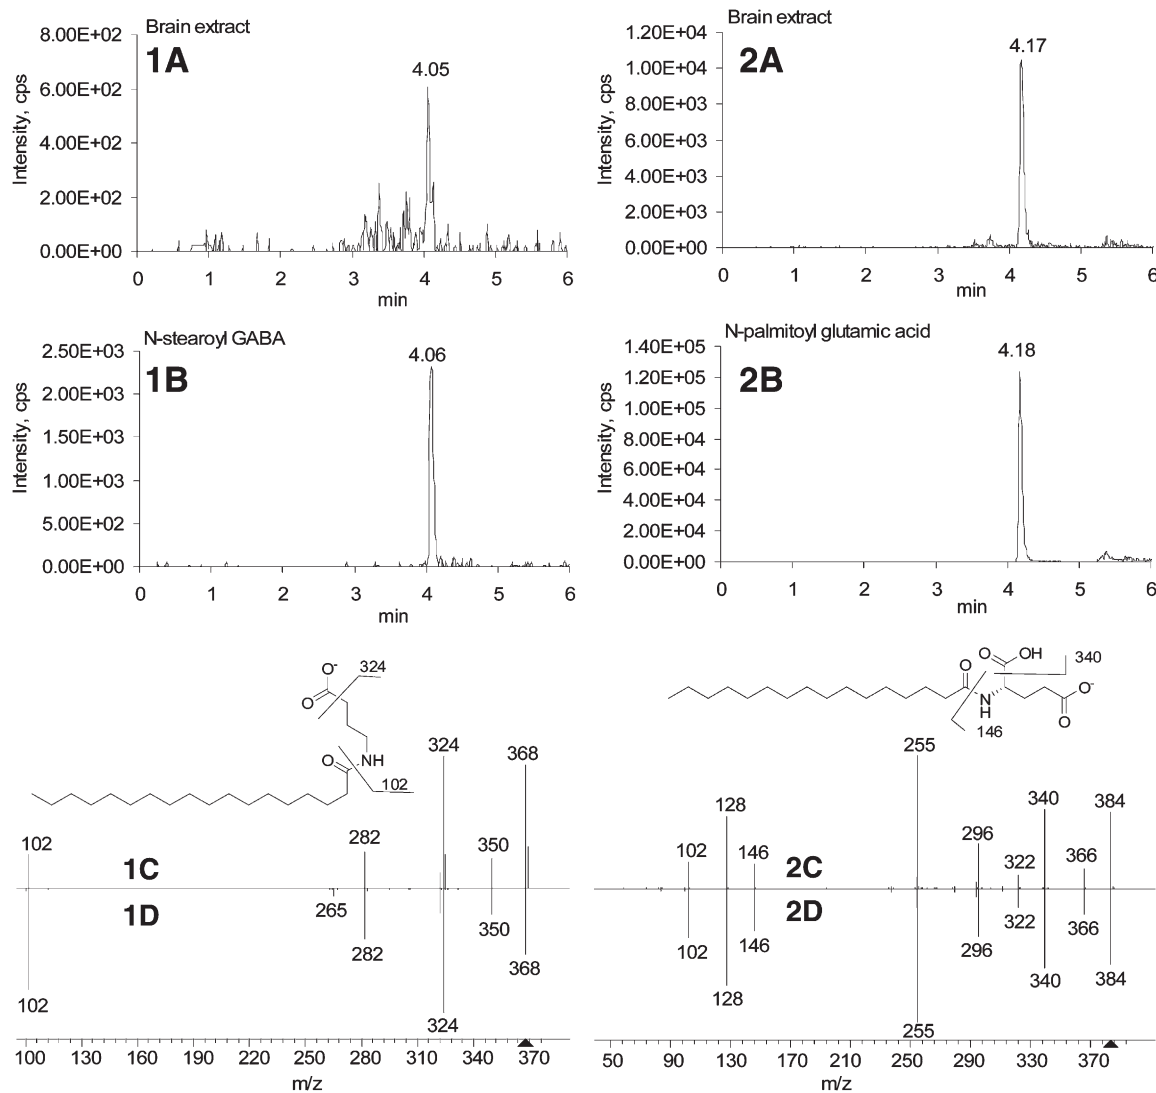 Brain extract
1A
8.00E+02
6.00E+02
4.00E+02
2.00E+02
0.00E+00
Intensity, cps
4.05
0 1 2 3 4 5 6
min
Brain extract
2A
1.20E+04
1.00E+04
8.00E+03
6.00E+03
4.00E+03
2.00E+03
0.00E+00
Intensity, cps
4.17
0 1 2 3 4 5 6
min
N-stearoyl GABA
1B
2.50E+03
2.00E+03
1.50E+03
1.00E+03
5.00E+02
0.00E+00
Intensity, cps
4.06
0 1 2 3 4 5 6
min
N-palmitoyl glutamic acid
2B
1.40E+05
1.20E+05
1.00E+05
8.00E+04
6.00E+04
4.00E+04
2.00E+04
0.00E+00
Intensity, cps
4.18
0 1 2 3 4 5 6
min
O-
324
O
O
NH
102
324
368
102
282
350
1C
1D
265
282
350
368
102
324
100 130 160 190 220 250 280 310 340 370
m/z
O
OH
340
O
N
H
O-
O
146
255
128
340
384
102
146
296
322
366
2C
2D
102
146
296
322
366
128
340
384
255
50 90 130 170 210 250 290 330 370
m/z